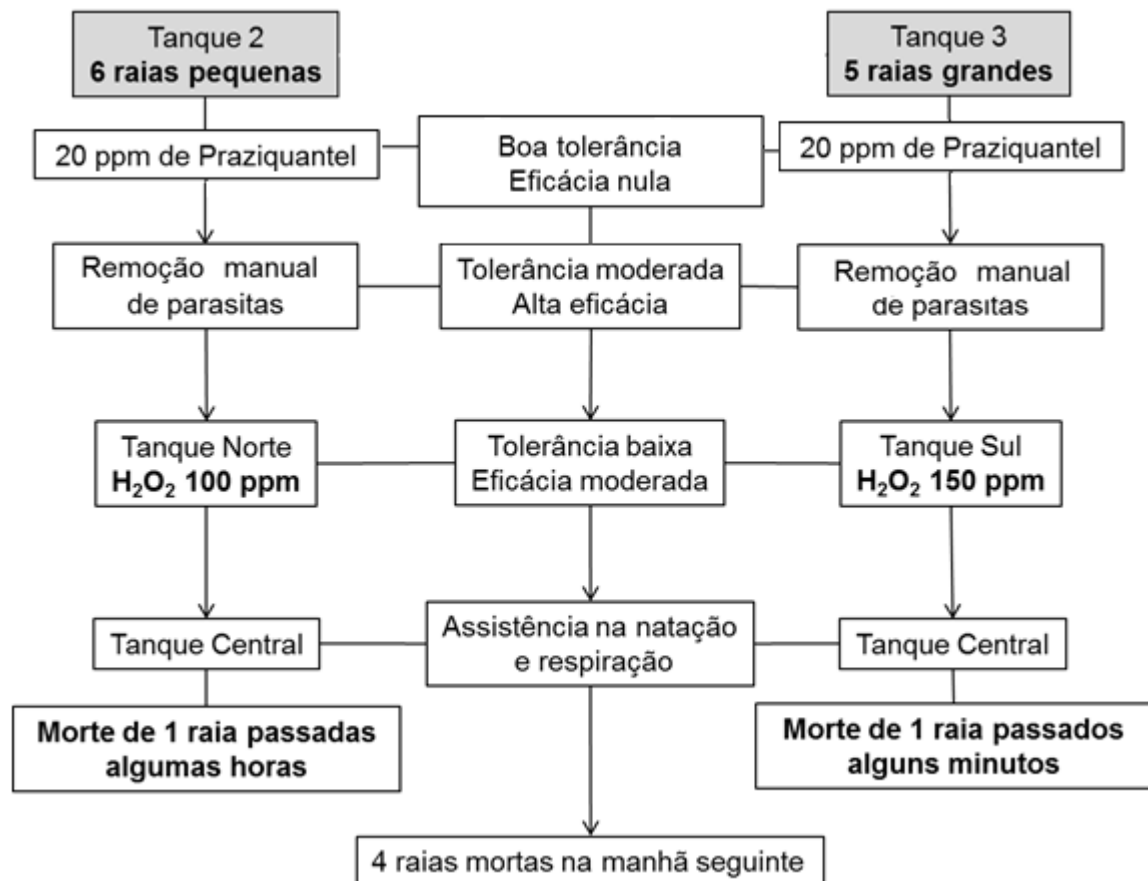 Tanque 2
6 raias pequenas
Tanque 3
5 raias grandes
20 ppm de Praziquantel
Boa tolerância
Eficácia nula
20 ppm de Praziquantel
Remoção manual
de parasitas
Tolerância moderada
Alta eficácia
Remoção manual
de parasitas
Tanque Norte
H₂O₂ 100 ppm
Tolerância baixa
Eficácia moderada
Tanque Sul
H₂O₂ 150 ppm
Tanque Central
Assistência na natação
e respiração
Tanque Central
Morte de 1 raia passadas
algumas horas
Morte de 1 raia passados
alguns minutos
4 raias mortas na manhã seguinte